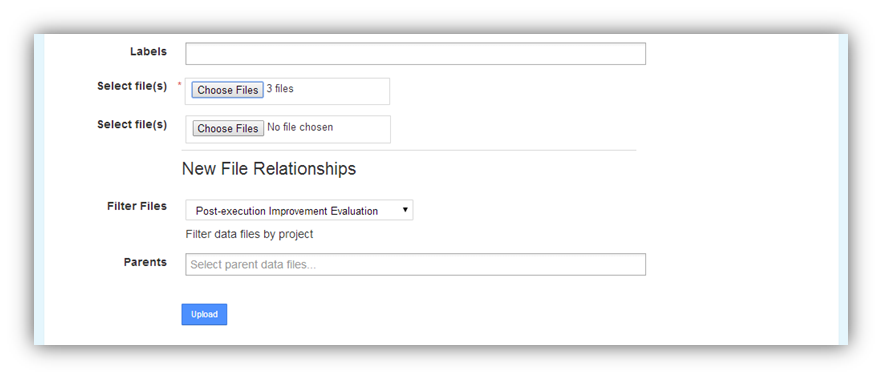 Labels
Select file(s) * Choose Files 3 files
Select file(s) Choose Files No file chosen
New File Relationships
Filter Files Post-execution Improvement Evaluation
Filter data files by project
Parents Select parent data files...
Upload